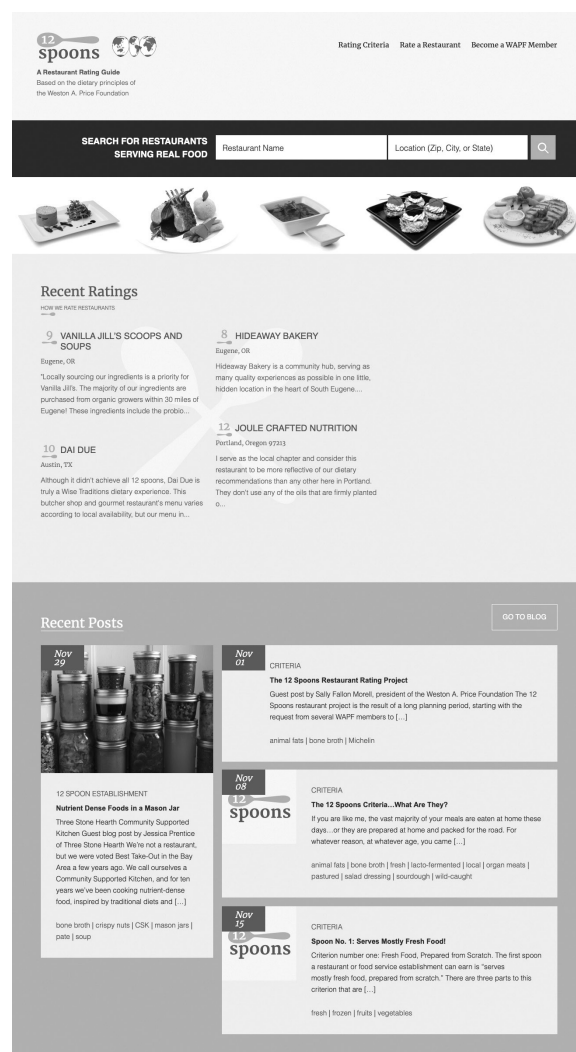 12
spoons
A Restaurant Rating Guide
Based on the dietary principles of
the Weston A. Price Foundation
Rating Criteria Rate a Restaurant Become a WAPF Member
SEARCH FOR RESTAURANTS
SERVING REAL FOOD
Restaurant Name
Location (Zip, City, or State)
Recent Ratings
HOW WE RATE RESTAURANTS
9 VANILLA JILL'S SCOOPS AND
SOUPS
Eugene, OR
"Locally sourcing our ingredients is a priority for
Vanilla Jill's. The majority of our ingredients are
purchased from organic growers within 30 miles of
Eugene! These ingredients include the probio...
8 HIDEAWAY BAKERY
Eugene, OR
Hideaway Bakery is a community hub, serving as
many quality experiences as possible in one little,
hidden location in the heart of South Eugene....
10 DAI DUE
Austin, TX
Although it didn't achieve all 12 spoons, Dai Due is
truly a Wise Traditions dietary experience. This
butcher shop and gourmet restaurant's menu varies
according to local availability, but our menu in...
12 JOULE CRAFTED NUTRITION
Portland, Oregon 97213
I serve as the local chapter and consider this
restaurant to be more reflective of our dietary
recommendations than any other here in Portland.
They don't use any of the oils that are firmly planted
o...
Recent Posts
GO TO BLOG
Nov
29
12 SPOON ESTABLISHMENT
Nutrient Dense Foods in a Mason Jar
Three Stone Hearth Community Supported
Kitchen Guest blog post by Jessica Prentice
of Three Stone Hearth We're not a restaurant,
but we were voted Best Take-Out in the Bay
Area a few years ago. We call ourselves a
Community Supported Kitchen, and for ten
years we've been cooking nutrient-dense
food, inspired by traditional diets and […]
bone broth | crispy nuts | CSK | mason jars |
pate | soup
Nov
01
CRITERIA
The 12 Spoons Restaurant Rating Project
Guest post by Sally Fallon Morell, president of the Weston A. Price Foundation The 12
Spoons restaurant project is the result of a long planning period, starting with the
request from several WAPF members to […]
animal fats | bone broth | Michelin
Nov
08
12
spoons
CRITERIA
The 12 Spoons Criteria…What Are They?
If you are like me, the vast majority of your meals are eaten at home these
days…or they are prepared at home and packed for the road. For
whatever reason, at whatever age, you came […]
animal fats | bone broth | fresh | lacto-fermented | local | organ meats |
pastured | salad dressing | sourdough | wild-caught
Nov
15
12
spoons
CRITERIA
Spoon No. 1: Serves Mostly Fresh Food!
Criterion number one: Fresh Food, Prepared from Scratch. The first spoon
a restaurant or food service establishment can earn is "serves
mostly fresh food, prepared from scratch." There are three parts to this
criterion that are […]
fresh | frozen | fruits | vegetables